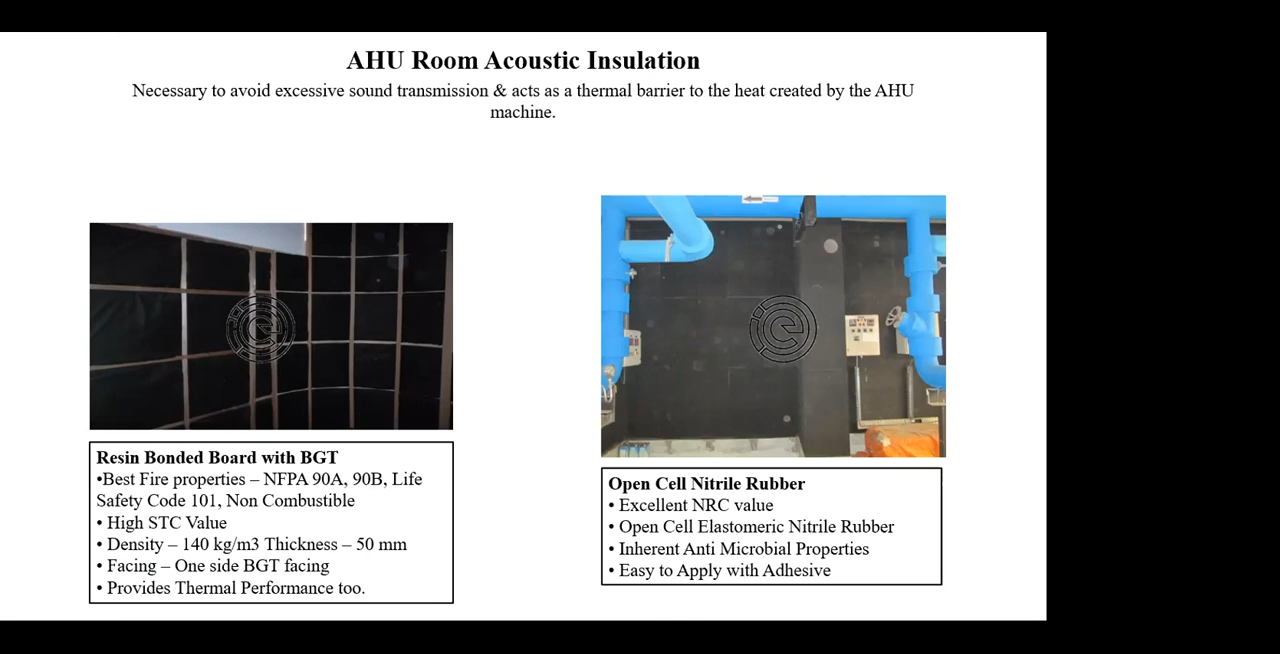 AHU Room Acoustic Insulation
Necessary to avoid excessive sound transmission & acts as a thermal barrier to the heat created by the AHU
machine.
Resin Bonded Board with BGT
•Best Fire properties – NFPA 90A, 90B, Life
Safety Code 101, Non Combustible
• High STC Value
• Density – 140 kg/m3 Thickness – 50 mm
• Facing – One side BGT facing
• Provides Thermal Performance too.
Open Cell Nitrile Rubber
• Excellent NRC value
• Open Cell Elastomeric Nitrile Rubber
• Inherent Anti Microbial Properties
• Easy to Apply with Adhesive